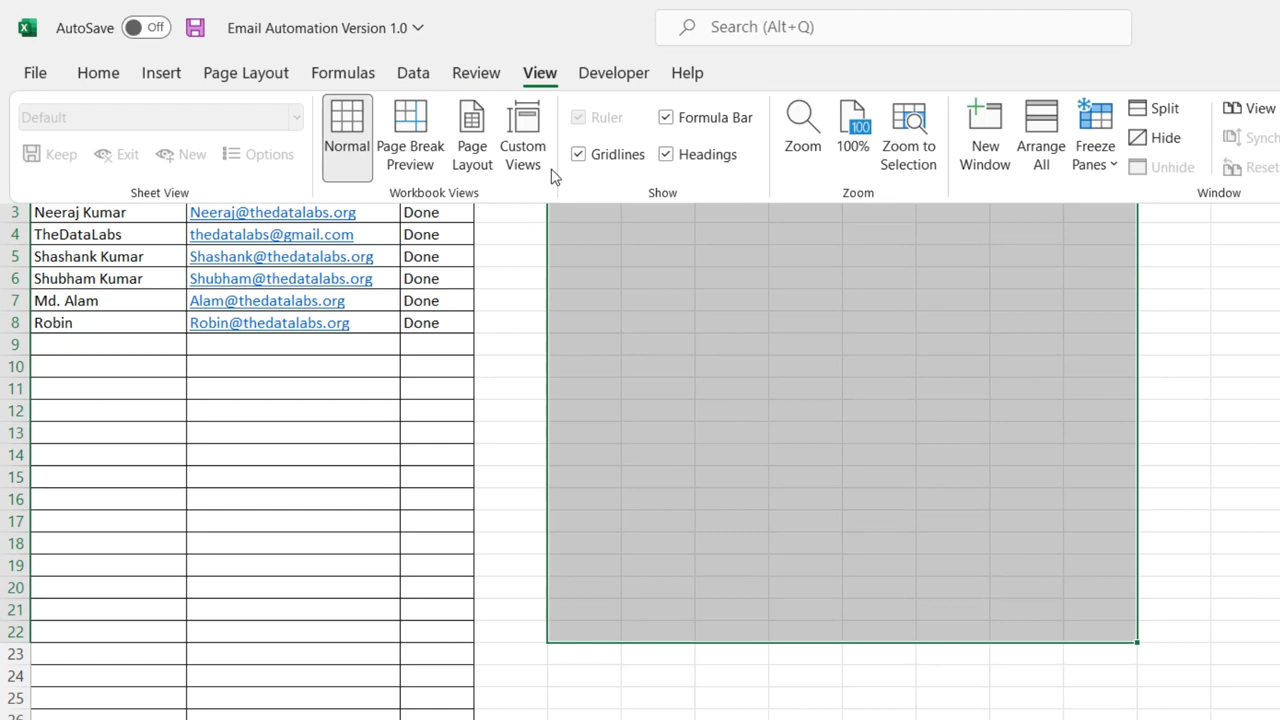 AutoSave Off Email Automation Version 1.0 Search (Alt+Q)
File Home Insert Page Layout Formulas Data Review View Developer Help
Default
Keep Exit New Options
Sheet View
Normal Page Break Preview Page Layout Custom Views
Workbook Views
Ruler Formula Bar
Gridlines Headings
Show
Zoom 100% Zoom to Selection
100
Zoom
New Window Arrange All Freeze Panes
Split
Hide
Unhide
View
Synch
Reset
Window
3 Neeraj Kumar Neeraj@thedatalabs.org Done
4 TheDataLabs thedatalabs@gmail.com Done
5 Shashank Kumar Shashank@thedatalabs.org Done
6 Shubham Kumar Shubham@thedatalabs.org Done
7 Md. Alam Alam@thedatalabs.org Done
8 Robin Robin@thedatalabs.org Done
9
10
11
12
13
14
15
16
17
18
19
20
21
22
23
24
25
26